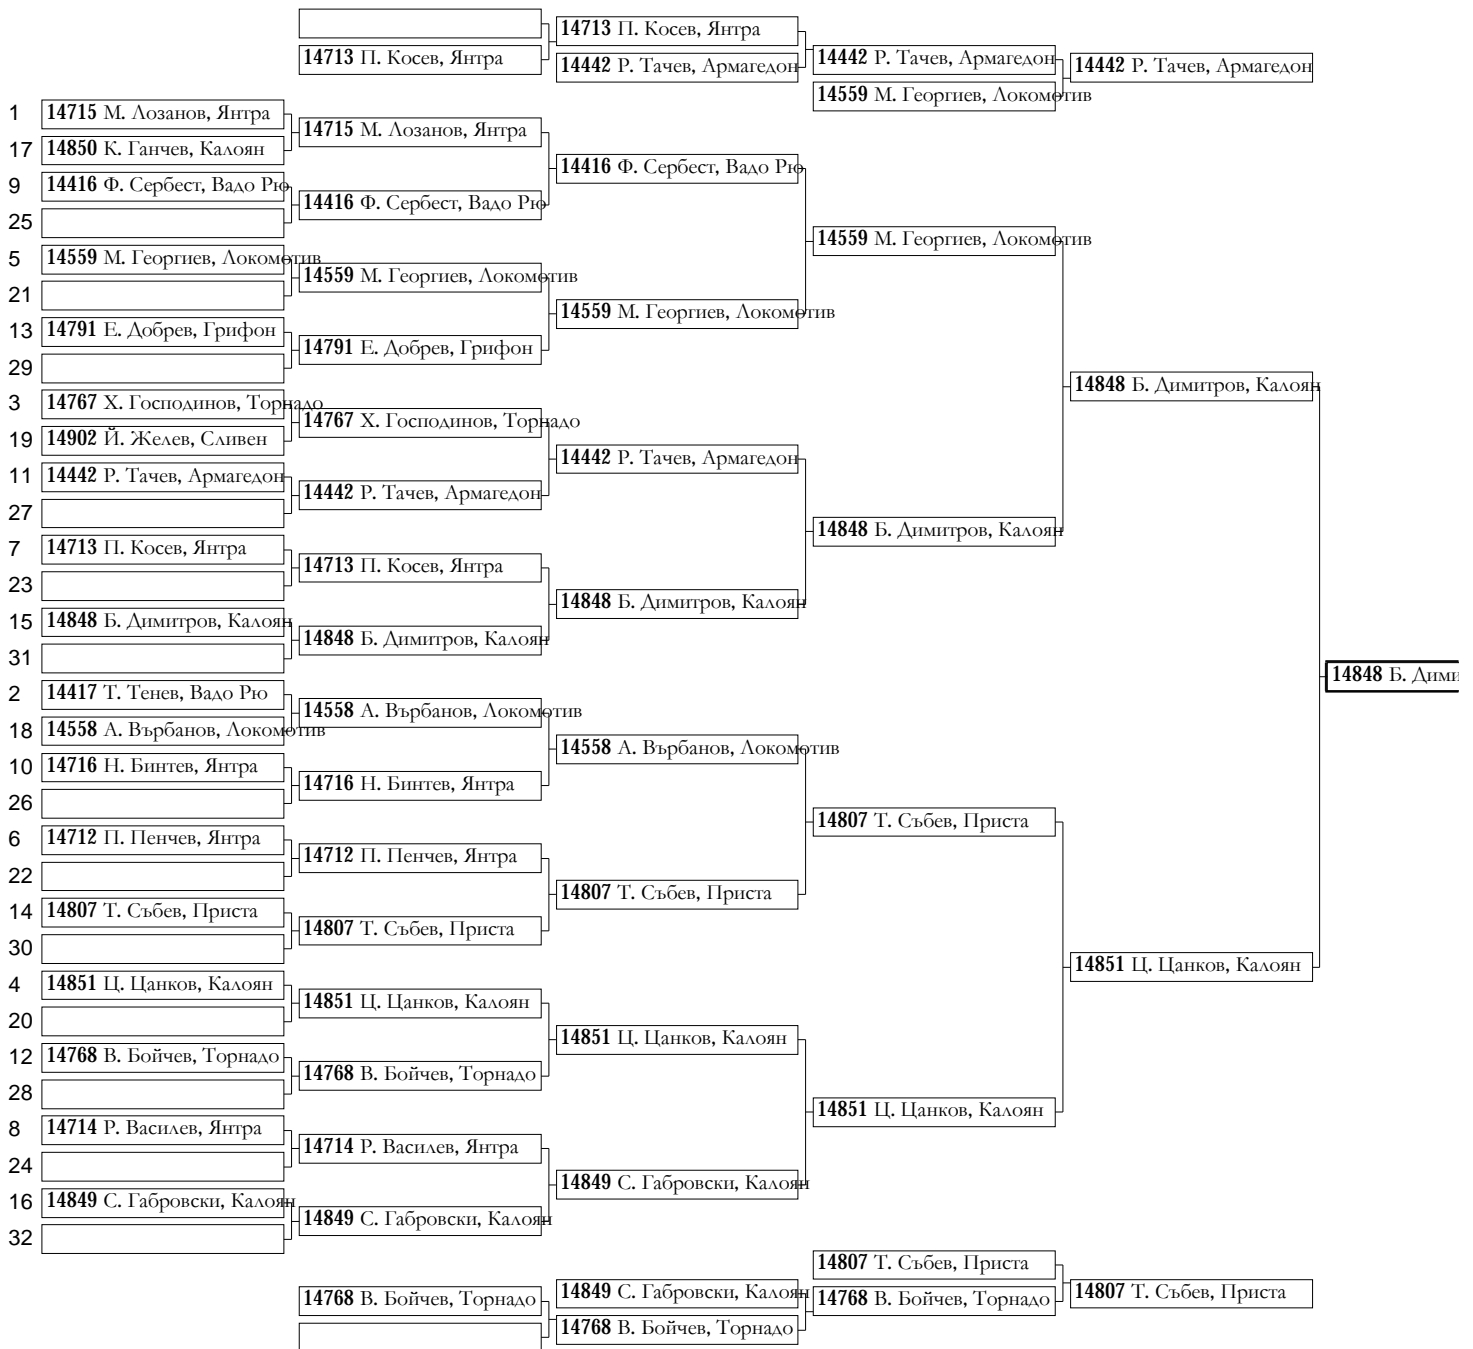 14713 П. Косев, Янтра
14713 П. Косев, Янтра
14442 Р. Тачев, Армагедон
14442 Р. Тачев, Армагедон
14559 М. Георгиев, Локомотив
14442 Р. Тачев, Армагедон
1 14715 М. Лозанов, Янтра
17 14850 К. Ганчев, Калоян
9 14416 Ф. Сербест, Вадо Рю
25
5 14559 М. Георгиев, Локомотив
21
13 14791 Е. Добрев, Грифон
29
3 14767 Х. Господинов, Торнадо
19 14902 Й. Желев, Сливен
11 14442 Р. Тачев, Армагедон
27
7 14713 П. Косев, Янтра
23
15 14848 Б. Димитров, Калоян
31
2 14417 Т. Тенев, Вадо Рю
18 14558 А. Върбанов, Локомотив
10 14716 Н. Бинтев, Янтра
26
6 14712 П. Пенчев, Янтра
22
14 14807 Т. Събев, Приста
30
4 14851 Ц. Цанков, Калоян
20
12 14768 В. Бойчев, Торнадо
28
8 14714 Р. Василев, Янтра
24
16 14849 С. Габровски, Калоян
32
14715 М. Лозанов, Янтра
14416 Ф. Сербест, Вадо Рю
14559 М. Георгиев, Локомотив
14791 Е. Добрев, Грифон
14767 Х. Господинов, Торнадо
14442 Р. Тачев, Армагедон
14713 П. Косев, Янтра
14848 Б. Димитров, Калоян
14558 А. Върбанов, Локомотив
14716 Н. Бинтев, Янтра
14712 П. Пенчев, Янтра
14807 Т. Събев, Приста
14851 Ц. Цанков, Калоян
14768 В. Бойчев, Торнадо
14714 Р. Василев, Янтра
14849 С. Габровски, Калоян
14416 Ф. Сербест, Вадо Рю
14559 М. Георгиев, Локомотив
14442 Р. Тачев, Армагедон
14848 Б. Димитров, Калоян
14558 А. Върбанов, Локомотив
14807 Т. Събев, Приста
14851 Ц. Цанков, Калоян
14849 С. Габровски, Калоян
14559 М. Георгиев, Локомотив
14848 Б. Димитров, Калоян
14807 Т. Събев, Приста
14851 Ц. Цанков, Калоян
14848 Б. Димитров, Калоян
14851 Ц. Цанков, Калоян
14848 Б. Дими
14768 В. Бойчев, Торнадо
14849 С. Габровски, Калоян
14768 В. Бойчев, Торнадо
14807 Т. Събев, Приста
14768 В. Бойчев, Торнадо
14807 Т. Събев, Приста